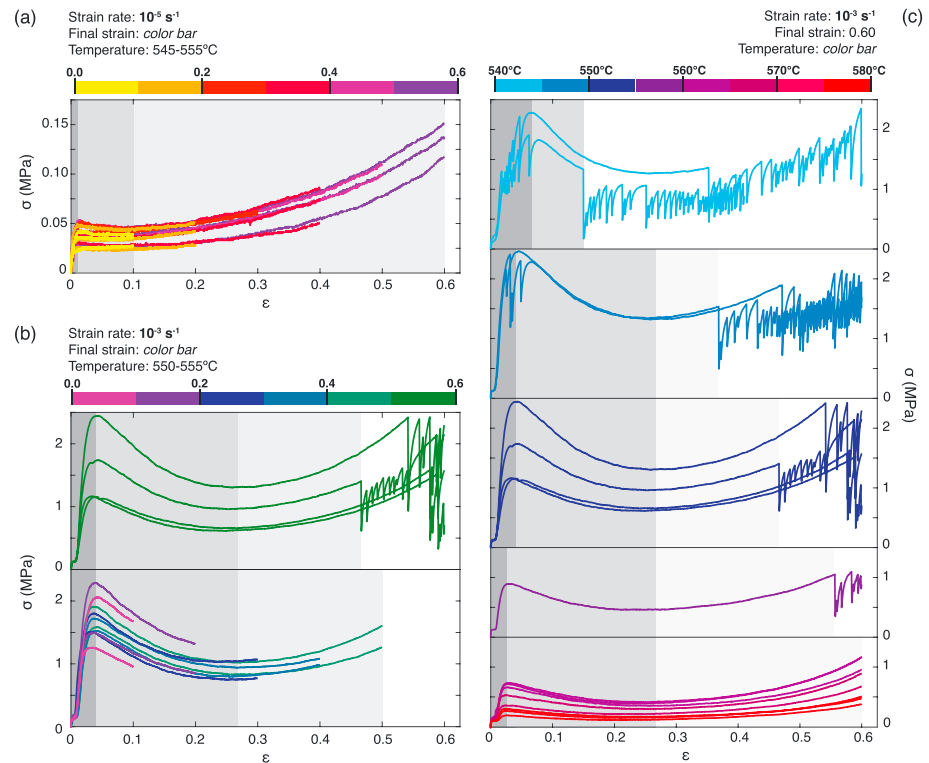 (a)
Strain rate: 10⁻⁵ s⁻¹
Final strain: color bar
Temperature: 545-555ºC
0.0 0.2 0.4 0.6
0.15
0.10
0.05
0
σ (MPa)
0 0.1 0.2 0.3 0.4 0.5 0.6
ε
(b)
Strain rate: 10⁻³ s⁻¹
Final strain: color bar
Temperature: 550-555ºC
0.0 0.2 0.4 0.6
2
1
0
2
1
0
σ (MPa)
0 0.1 0.2 0.3 0.4 0.5 0.6
ε
(c)
Strain rate: 10⁻³ s⁻¹
Final strain: 0.60
Temperature: color bar
540°C 550°C 560°C 570°C 580°C
2
1
0
2
1
0
2
1
0
1
0
1
0
σ (MPa)
0 0.1 0.2 0.3 0.4 0.5 0.6
ε